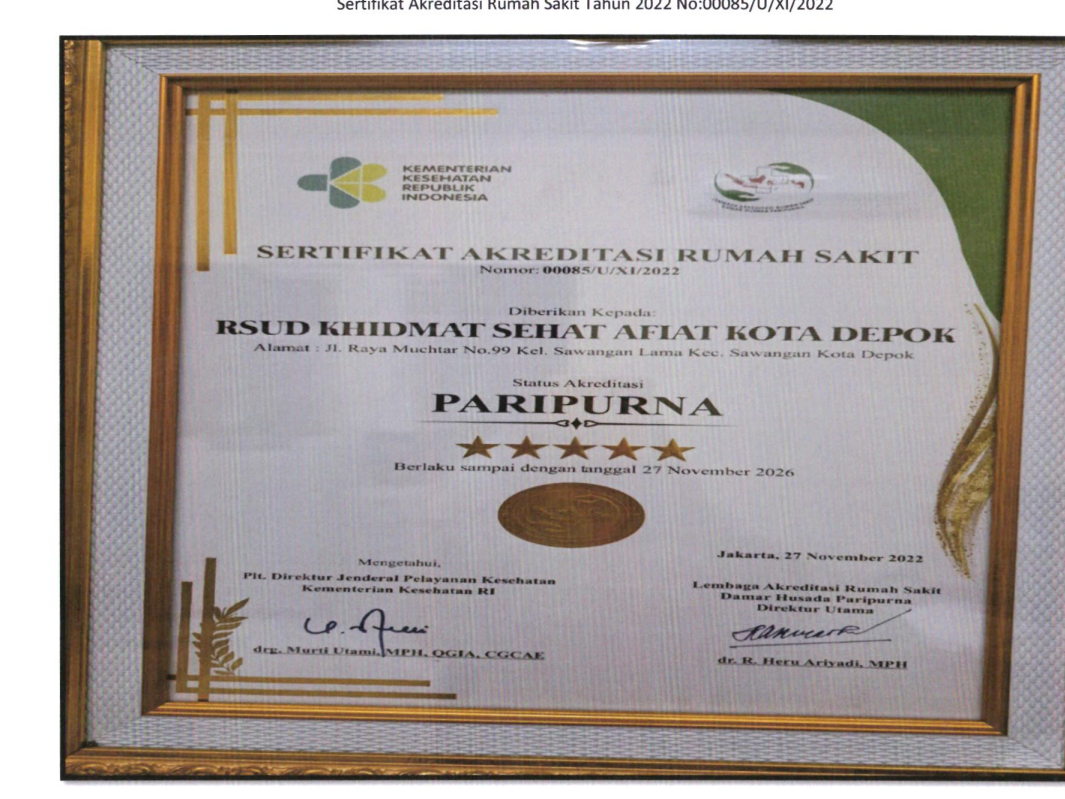 Sertifikat Akreditasi Rumah Sakit Tahun 2022 No:00085/U/XI/2022
KEMENTERIAN
KESEHATAN
REPUBLIK
INDONESIA
SERTIFIKAT AKREDITASI RUMAH SAKIT
Nomor: 00085/U/XI/2022
Diberikan Kepada:
RSUD KHIDMAT SEHAT AFIAT KOTA DEPOK
Alamat : Jl. Raya Muchtar No.99 Kel. Sawangan Lama Kec. Sawangan Kota Depok
Status Akreditasi
PARIPURNA
Berlaku sampai dengan tanggal 27 November 2026
Mengetahui,
Plt. Direktur Jenderal Pelayanan Kesehatan
Kementerian Kesehatan RI
drg. Murti Utami, MPH, QGIA, CGCAE
Jakarta, 27 November 2022
Lembaga Akreditasi Rumah Sakit
Damar Husada Paripurna
Direktur Utama
dr. R. Heru Ariyadi, MPH